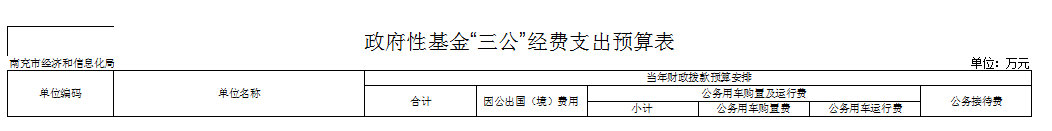 政府性基金“三公”经费支出预算表
南充市经济和信息化局 单位：万元
单位编码 单位名称 当年财政拨款预算安排
合计 因公出国（境）费用 公务用车购置及运行费 公务接待费
小计 公务用车购置费 公务用车运行费